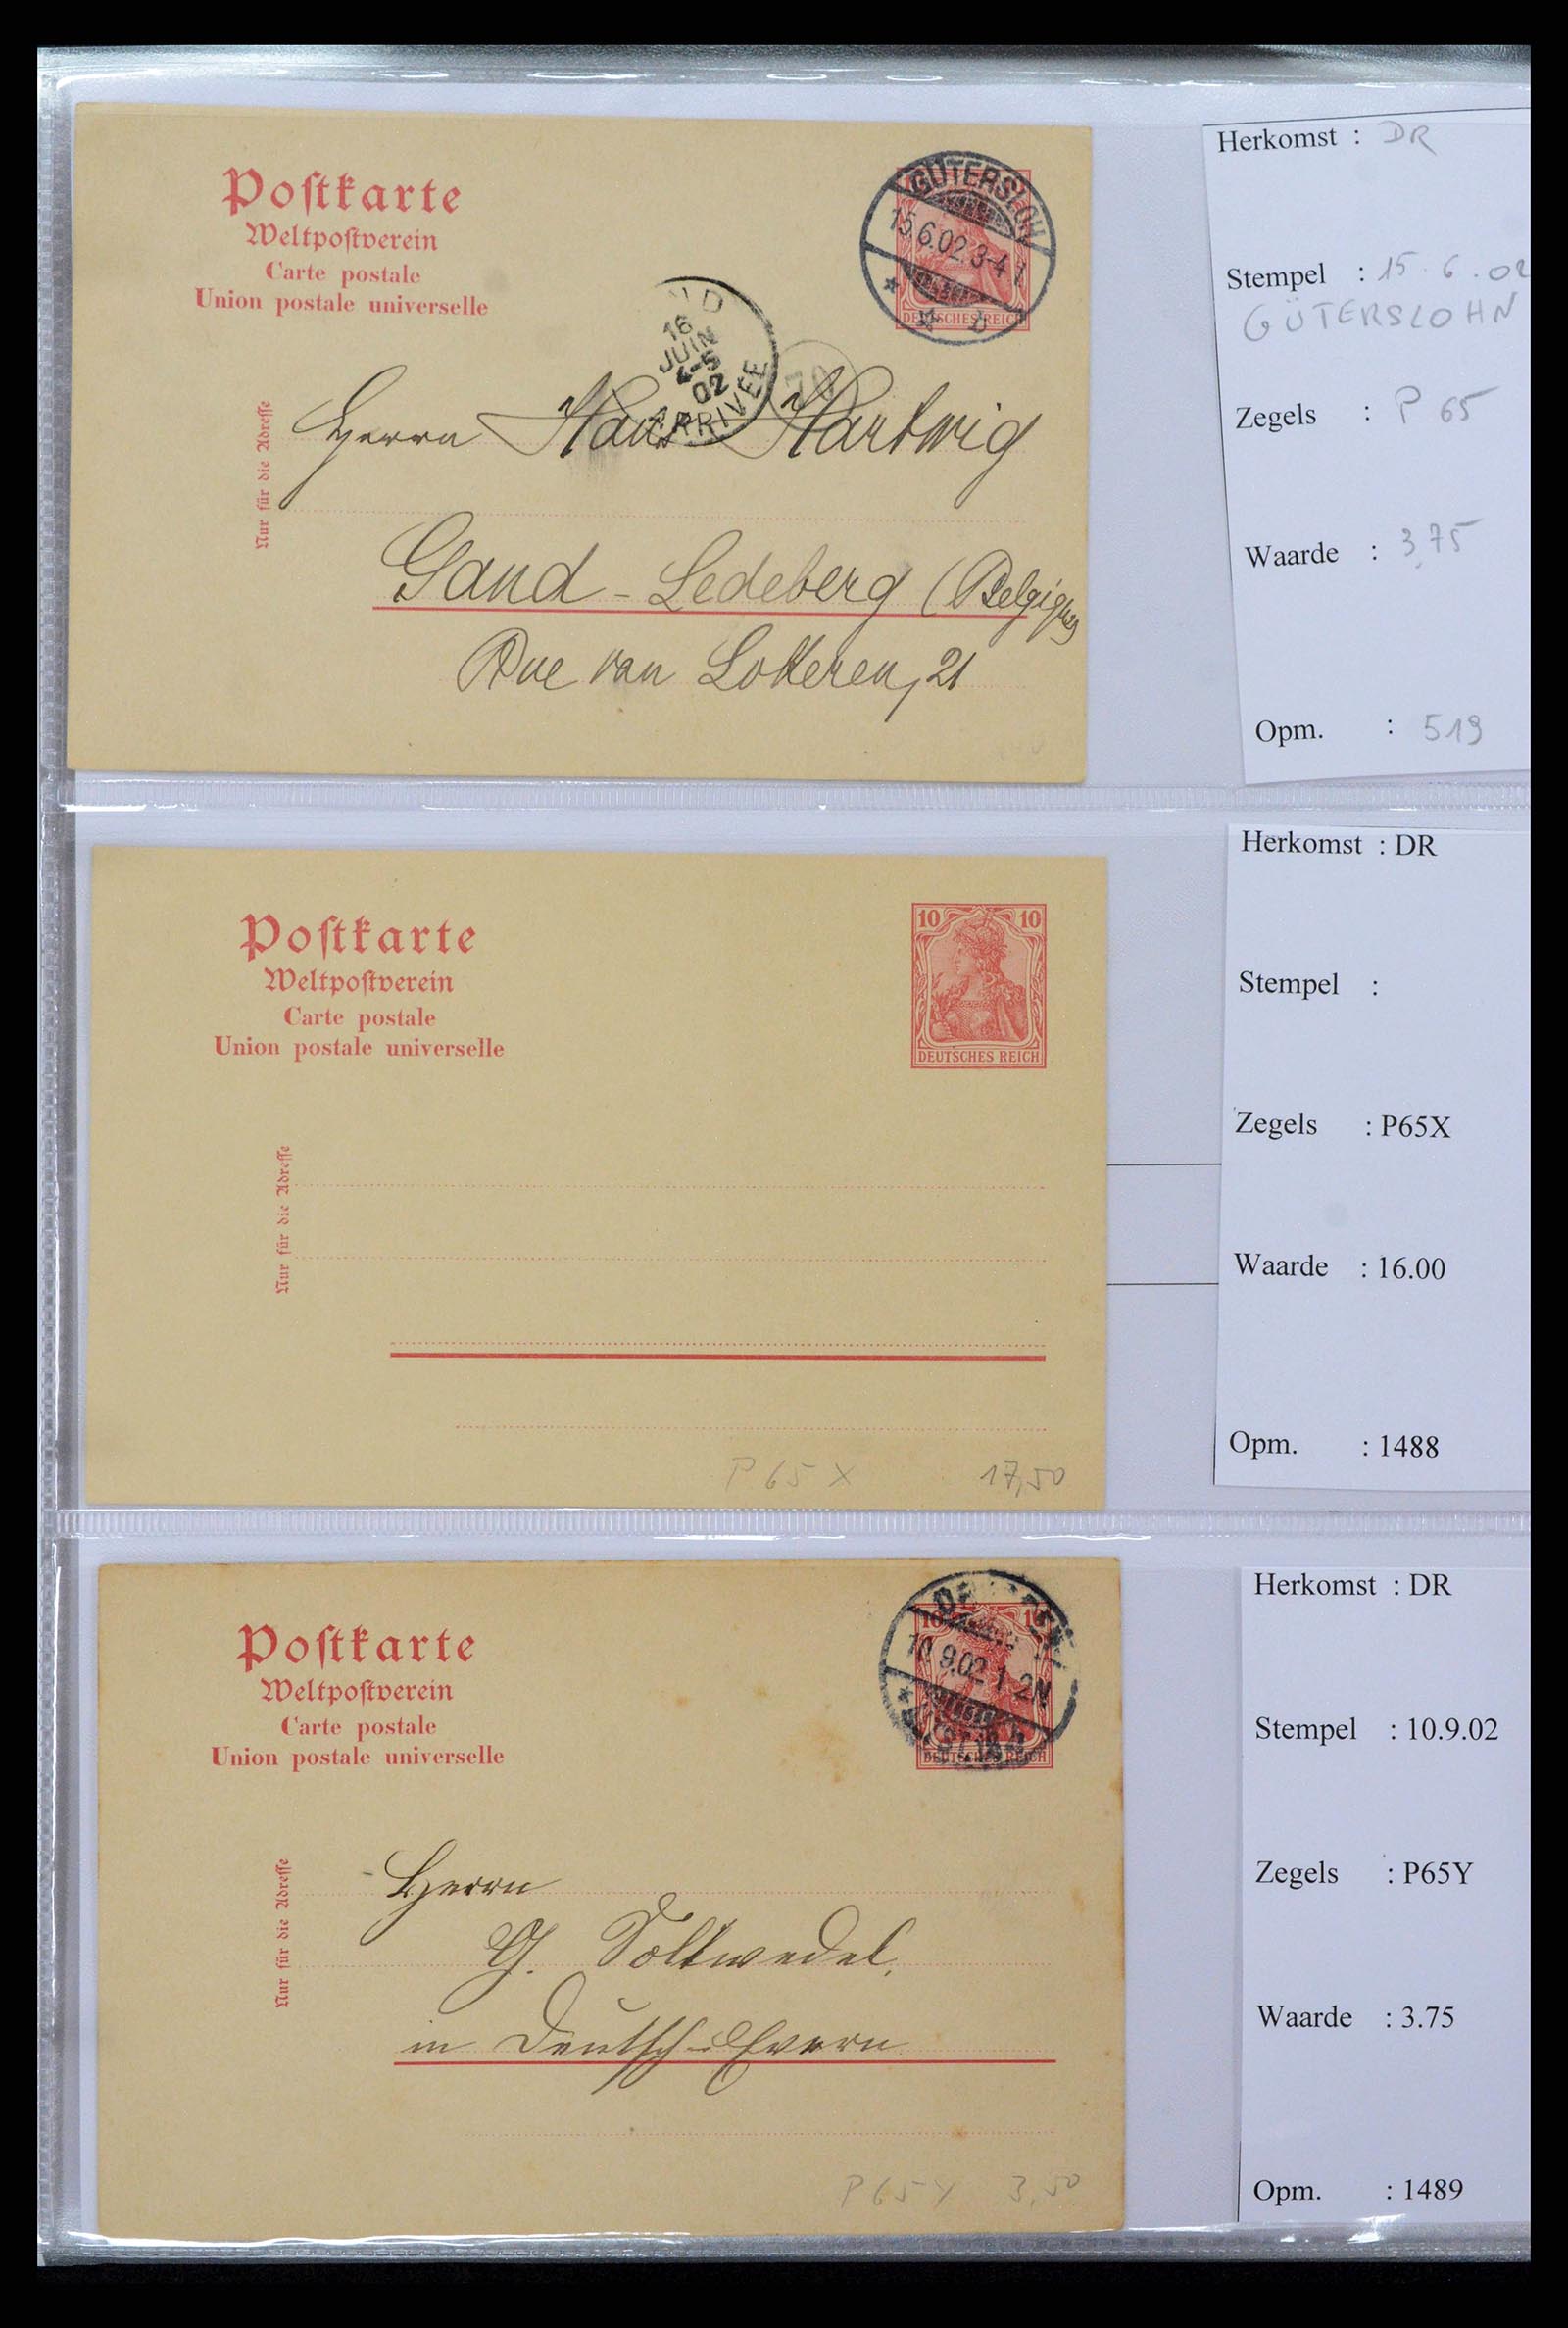 Postkarte
Weltpostverein
Carte postale
Union postale universelle
GÜTERSLOH
15.6.02.3-4 N
DEUTSCHES REICH
16
JUIN
4-5
02
ARRIVÉE
Nur für die Adresse
Herrn Hans Hartwig
Gand - Ledeberg (Belgique)
Rue van Lokeren, 21
Herkomst : DR
Stempel : 15.6.02
GÜTERSLOHN
Zegels : P 65
Waarde : 3,75
Opm. : 519
Postkarte
Weltpostverein
Carte postale
Union postale universelle
10 10
DEUTSCHES REICH
Nur für die Adresse
P 65 X 17,50
Herkomst : DR
Stempel :
Zegels : P65X
Waarde : 16.00
Opm. : 1488
Postkarte
Weltpostverein
Carte postale
Union postale universelle
10
10.9.02.1-2N
DEUTSCHES REICH
Nur für die Adresse
Herrn
G. Soltwedel.
in Deutsch-Evern
P65Y 3,50
Herkomst : DR
Stempel : 10.9.02
Zegels : P65Y
Waarde : 3.75
Opm. : 1489